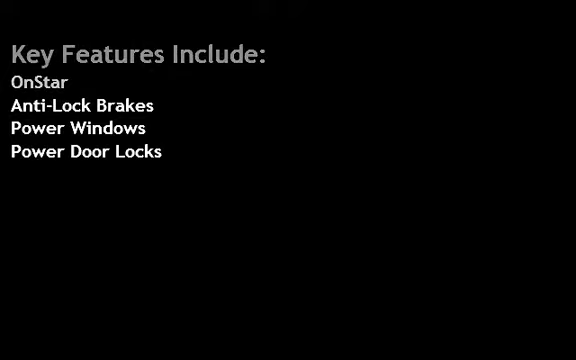 Key Features Include:
OnStar
Anti-Lock Brakes
Power Windows
Power Door Locks